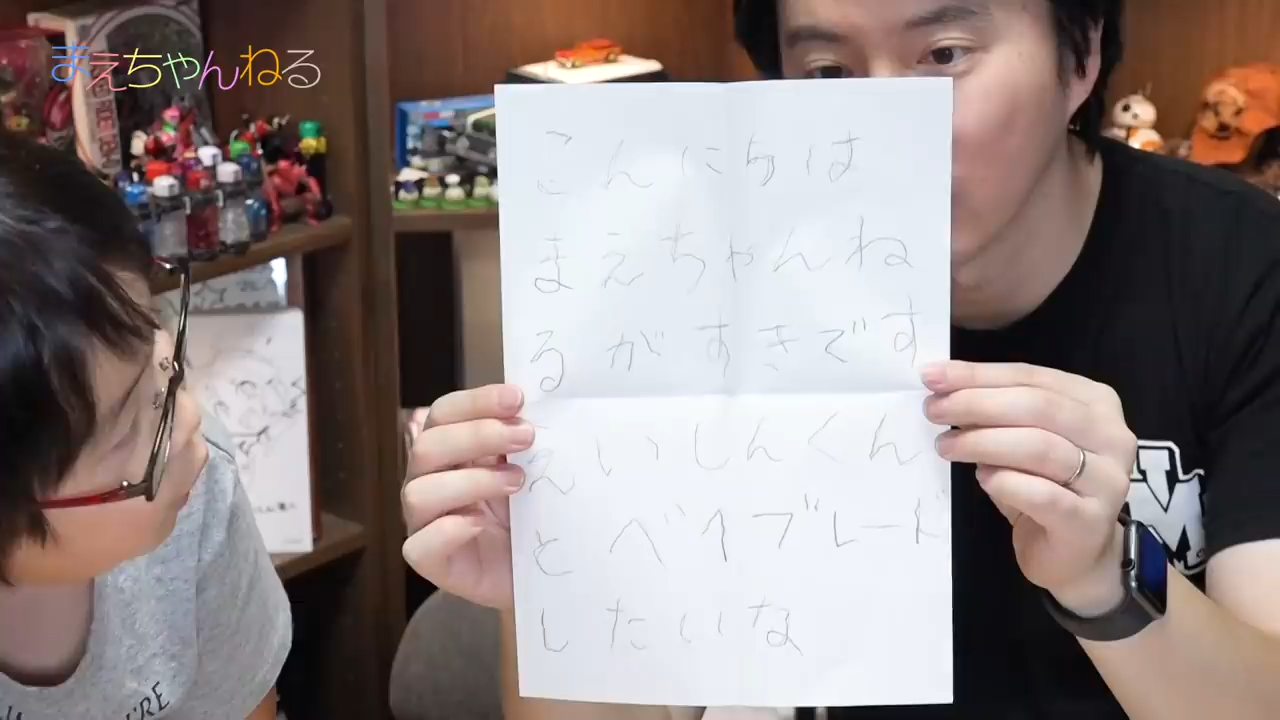 まえちゃんねる
こんにちは
まえちゃんね
るがすきです
えいしんくん
とベイブレード
したいな